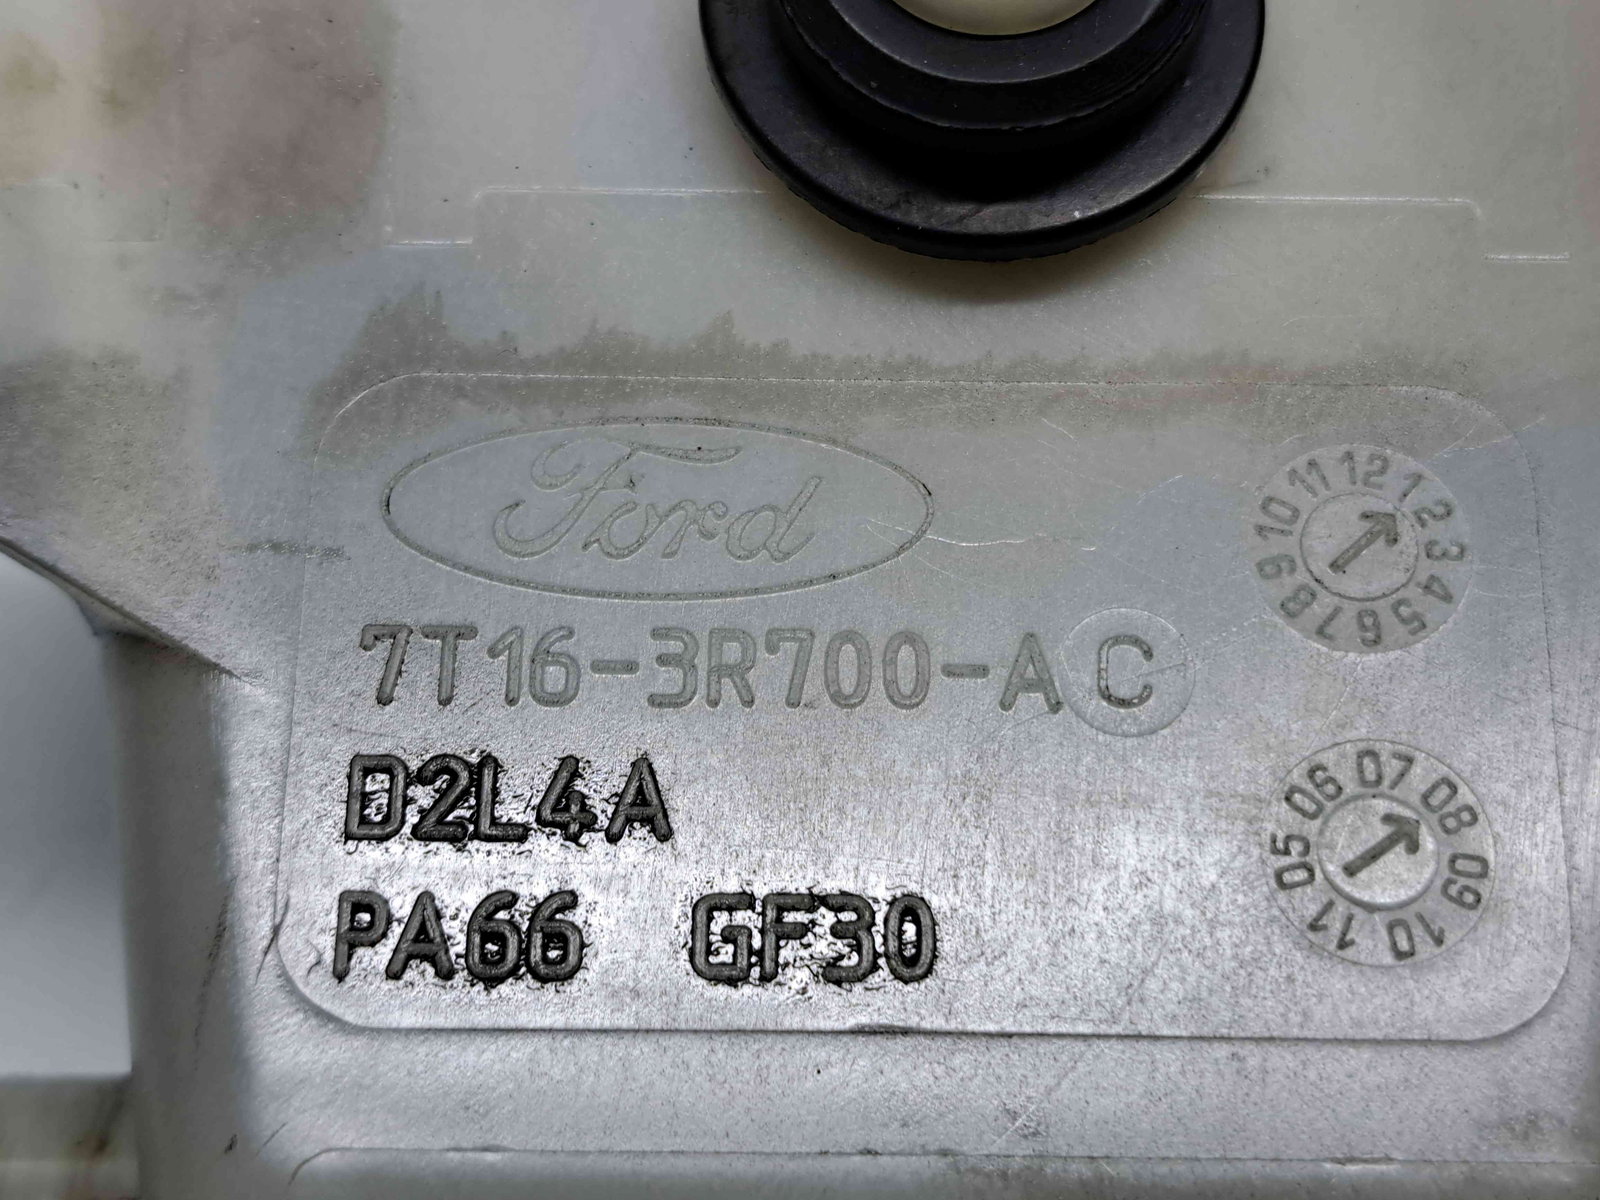 Ford
7T16-3R700-AC
D2L4A
PA66 GF30
1 2 3 4 5 6 7 8 9 10 11 12
05 06 07 08 09 10 11